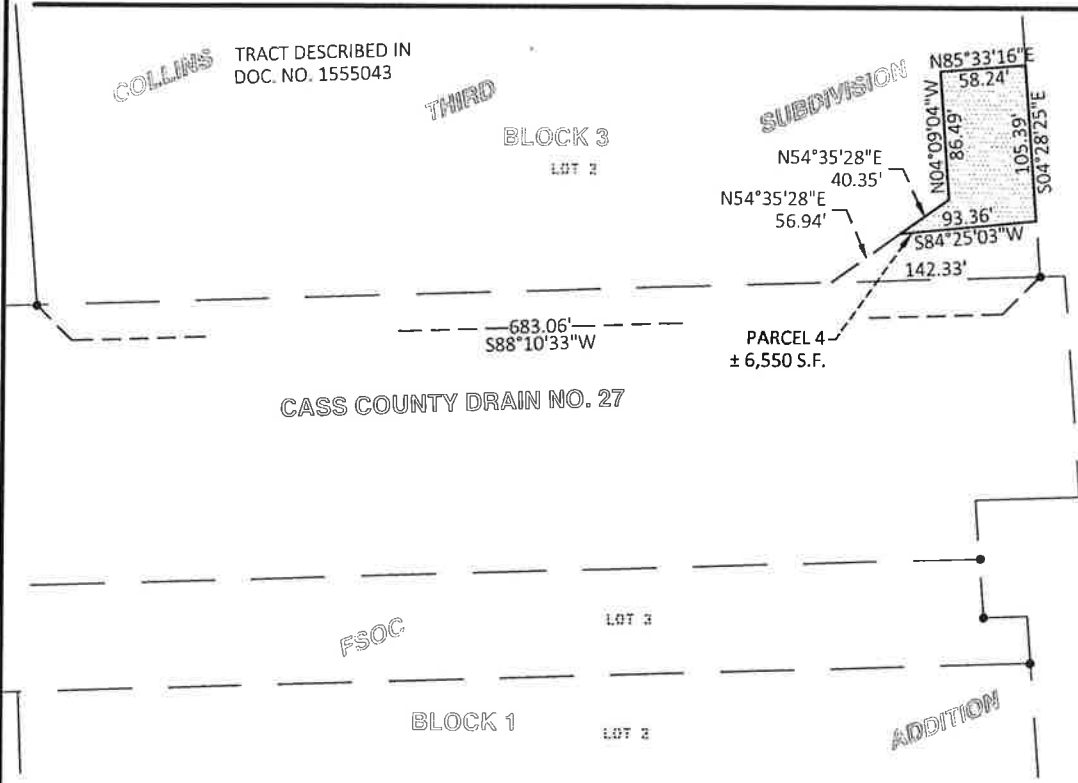 COLLINS
TRACT DESCRIBED IN
DOC. NO. 1555043
THIRD
SUBDIVISION
BLOCK 3
LOT 2
N85°33'16"E
58.24'
N04°09'04"W
86.49'
105.39'
S04°28'25"E
N54°35'28"E
40.35'
N54°35'28"E
56.94'
93.36'
S84°25'03"W
142.33'
683.06'
S88°10'33"W
PARCEL 4
± 6,550 S.F.
CASS COUNTY DRAIN NO. 27
FSOC
LOT 3
BLOCK 1
LOT 2
ADDITION